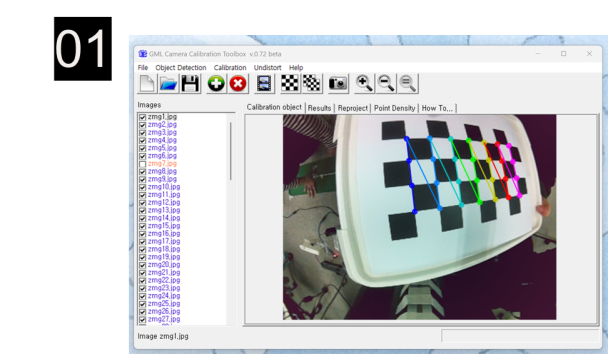 01
GML Camera Calibration Toolbox v.0.72 beta
File Object Detection Calibration Undistort Help
Images
Calibration object Results Reproject Point Density How To...
zmg1.jpg
zmg2.jpg
zmg3.jpg
zmg4.jpg
zmg5.jpg
zmg6.jpg
zmg7.jpg
zmg8.jpg
zmg9.jpg
zmg10.jpg
zmg11.jpg
zmg12.jpg
zmg13.jpg
zmg14.jpg
zmg15.jpg
zmg16.jpg
zmg17.jpg
zmg18.jpg
zmg19.jpg
zmg20.jpg
zmg21.jpg
zmg22.jpg
zmg23.jpg
zmg24.jpg
zmg25.jpg
zmg26.jpg
zmg27.jpg
Image zmg1.jpg